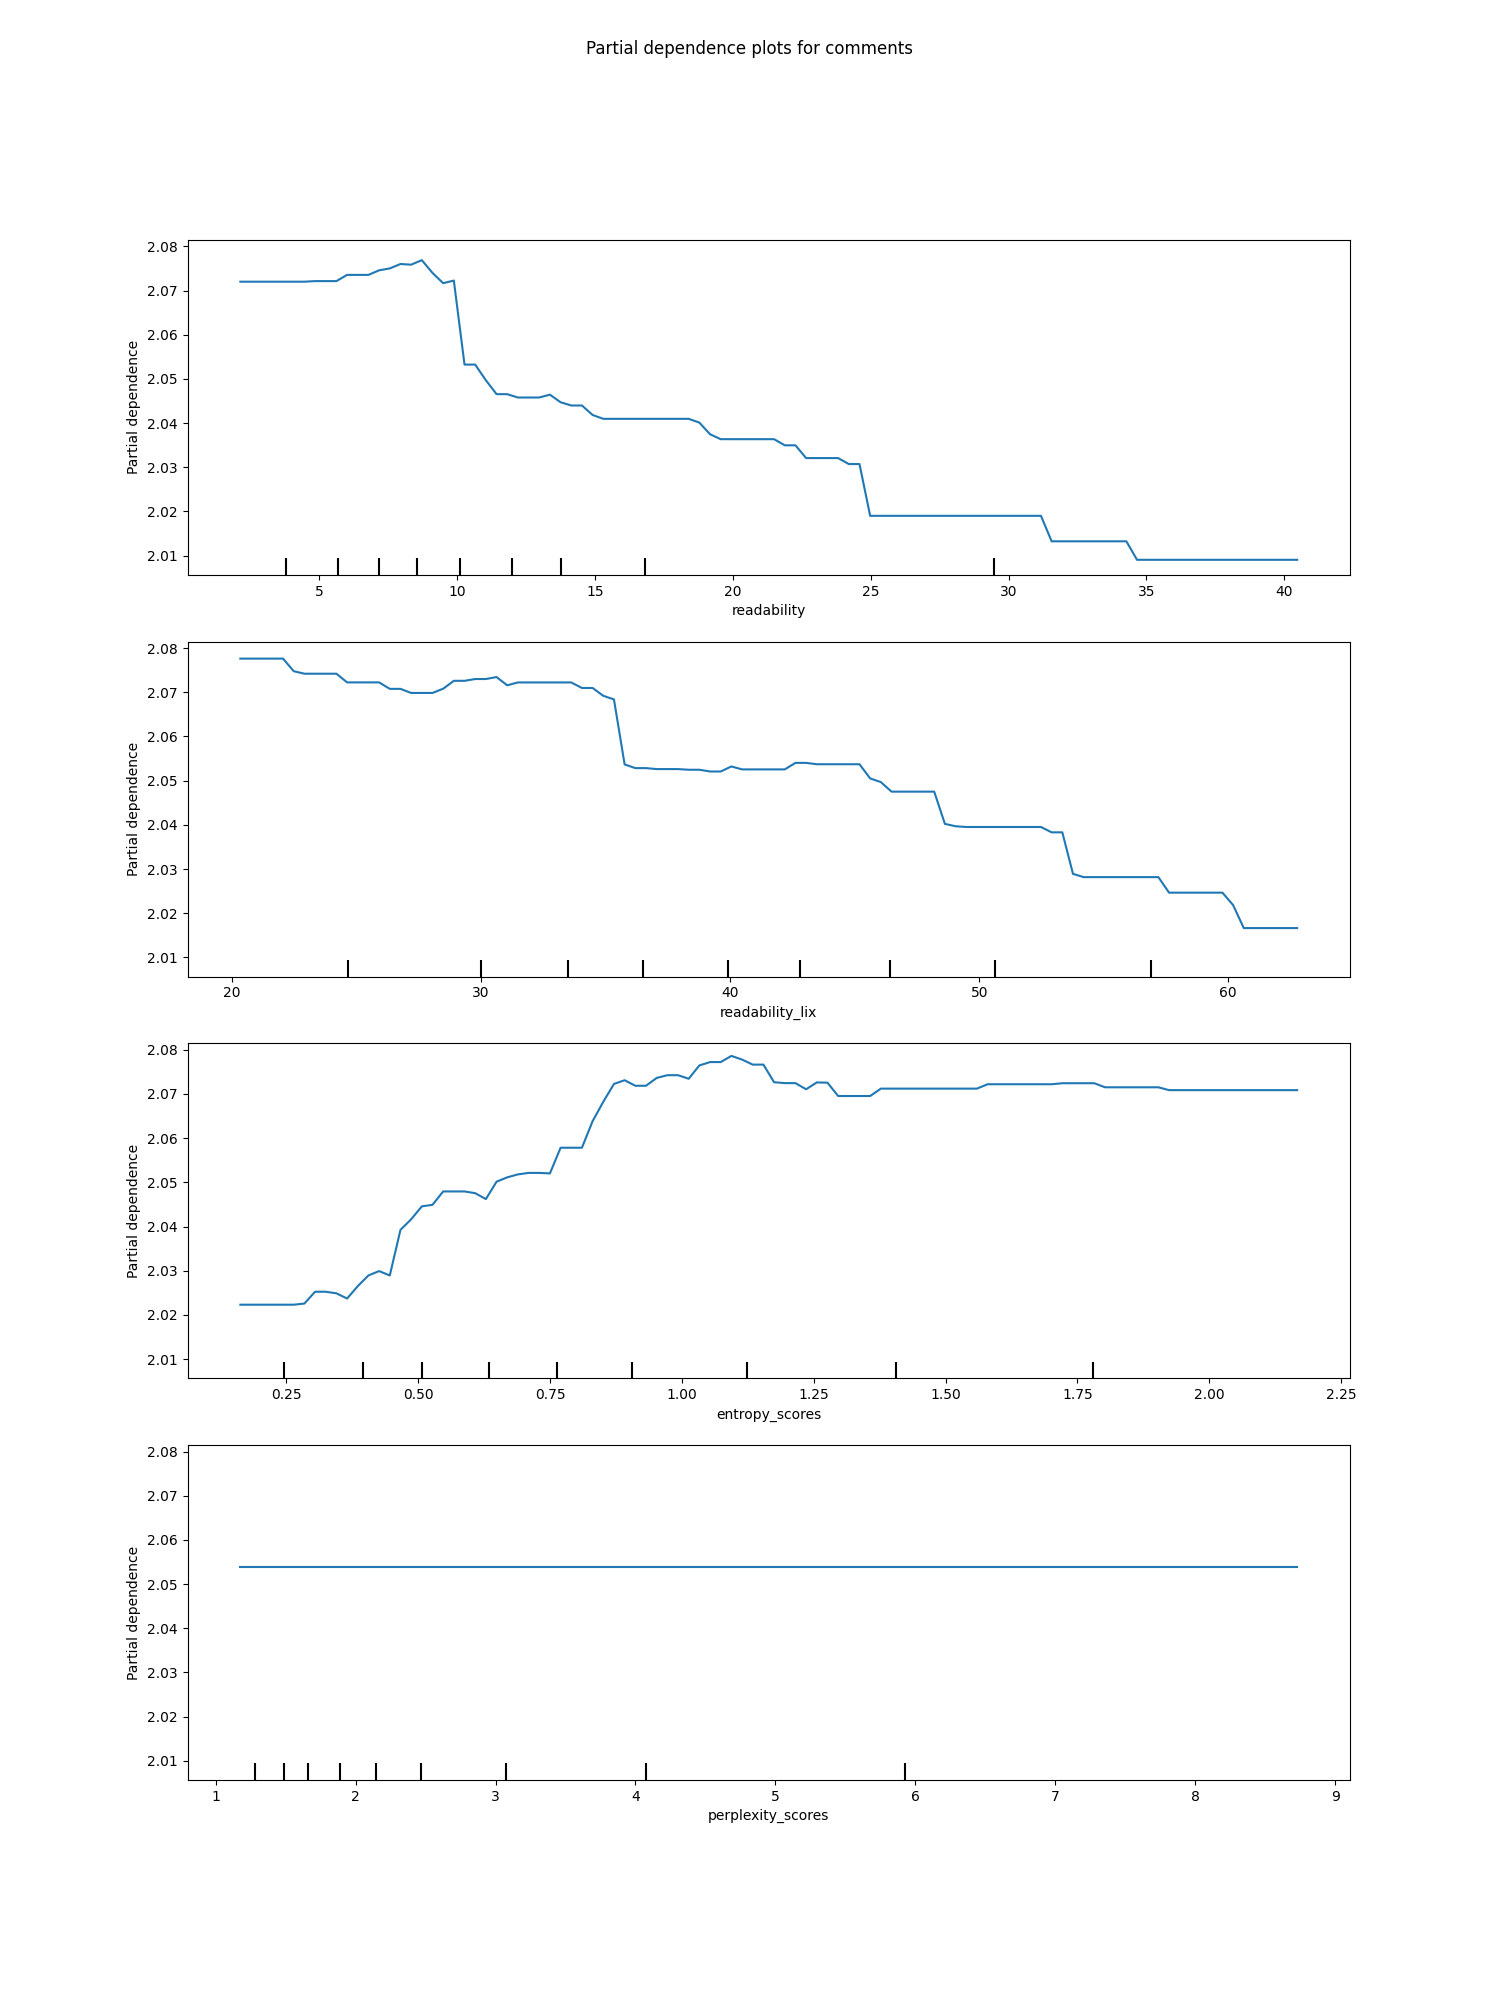 Partial dependence plots for comments
2.08
2.07
2.06
2.05
2.04
2.03
2.02
2.01
Partial dependence
5 10 15 20 25 30 35 40
readability
2.08
2.07
2.06
2.05
2.04
2.03
2.02
2.01
Partial dependence
20 30 40 50 60
readability_lix
2.08
2.07
2.06
2.05
2.04
2.03
2.02
2.01
Partial dependence
0.25 0.50 0.75 1.00 1.25 1.50 1.75 2.00 2.25
entropy_scores
2.08
2.07
2.06
2.05
2.04
2.03
2.02
2.01
Partial dependence
1 2 3 4 5 6 7 8 9
perplexity_scores